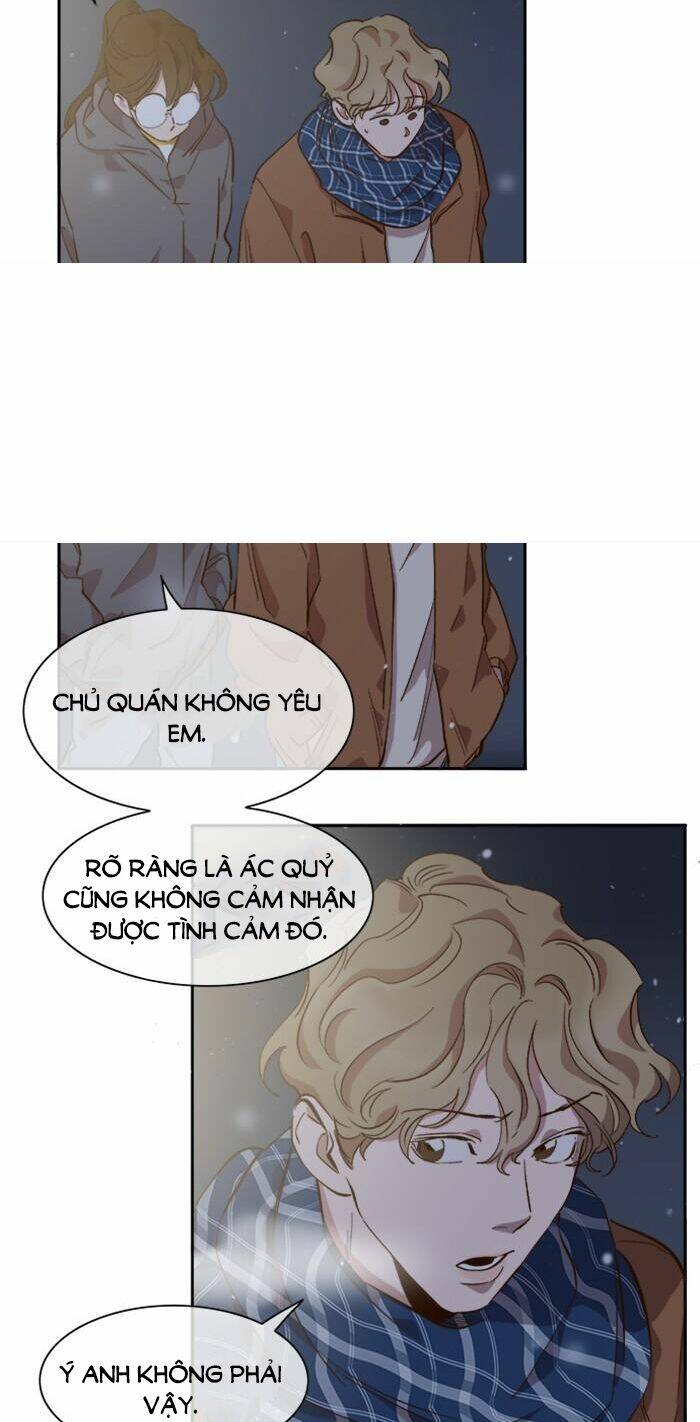 CHỦ QUÁN KHÔNG YÊU
EM.
RÕ RÀNG LÀ ÁC QUỶ
CŨNG KHÔNG CẢM NHẬN
ĐƯỢC TÌNH CẢM ĐÓ.
Ý ANH KHÔNG PHẢI
VẬY.